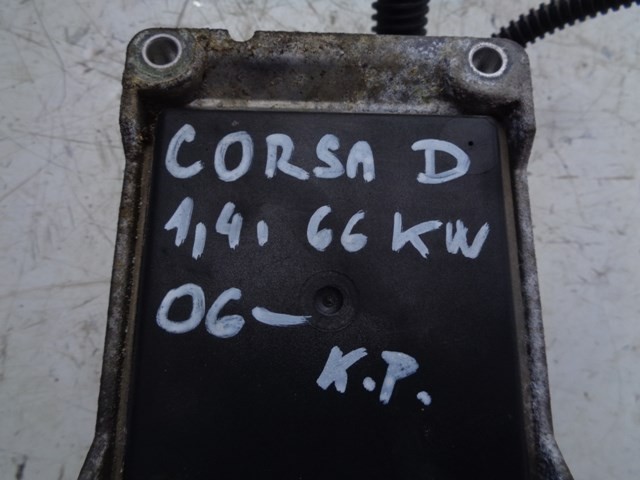 CORSA D
1,4i 66 KW
06-
K.P.